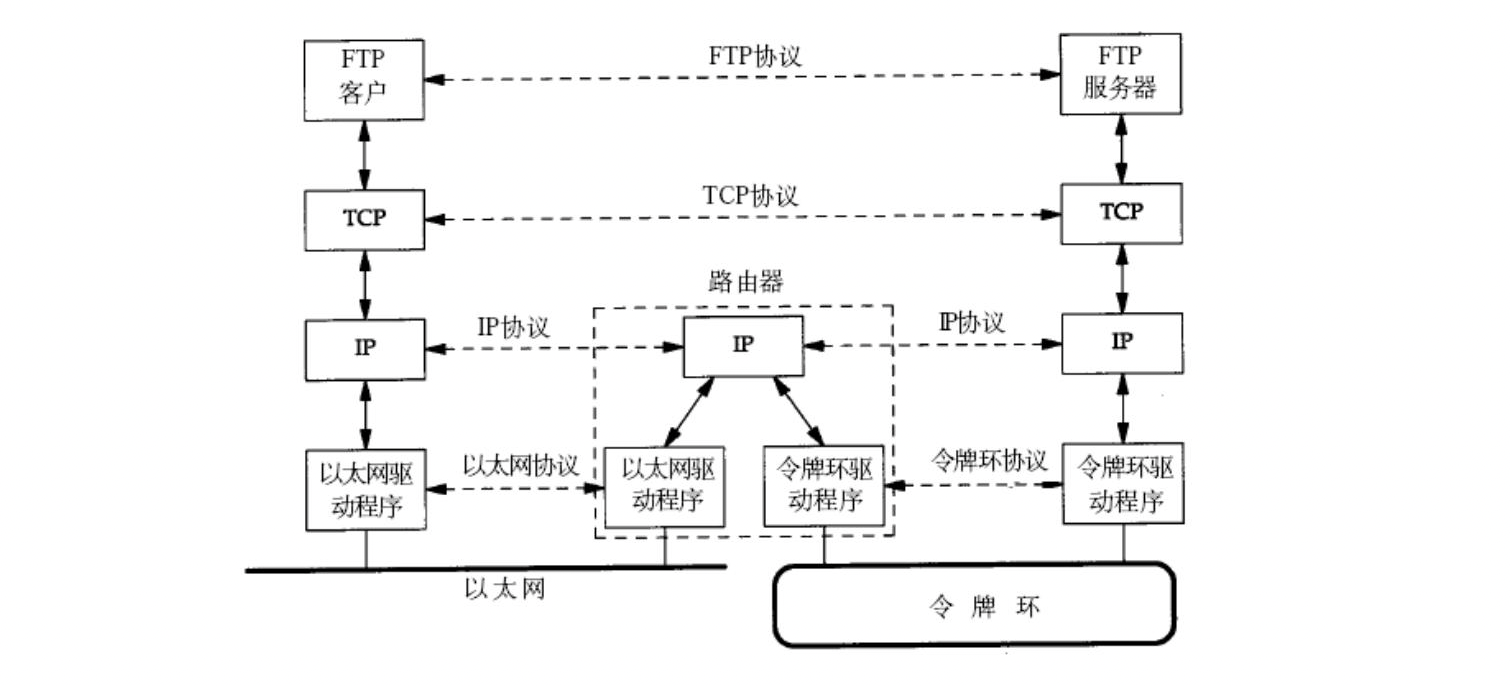 FTP协议
FTP
客户
FTP
服务器
TCP协议
TCP
TCP
路由器
IP协议
IP协议
IP
IP
IP
以太网协议
令牌环协议
以太网驱
动程序
以太网驱
动程序
令牌环驱
动程序
令牌环驱
动程序
以太网
令牌环